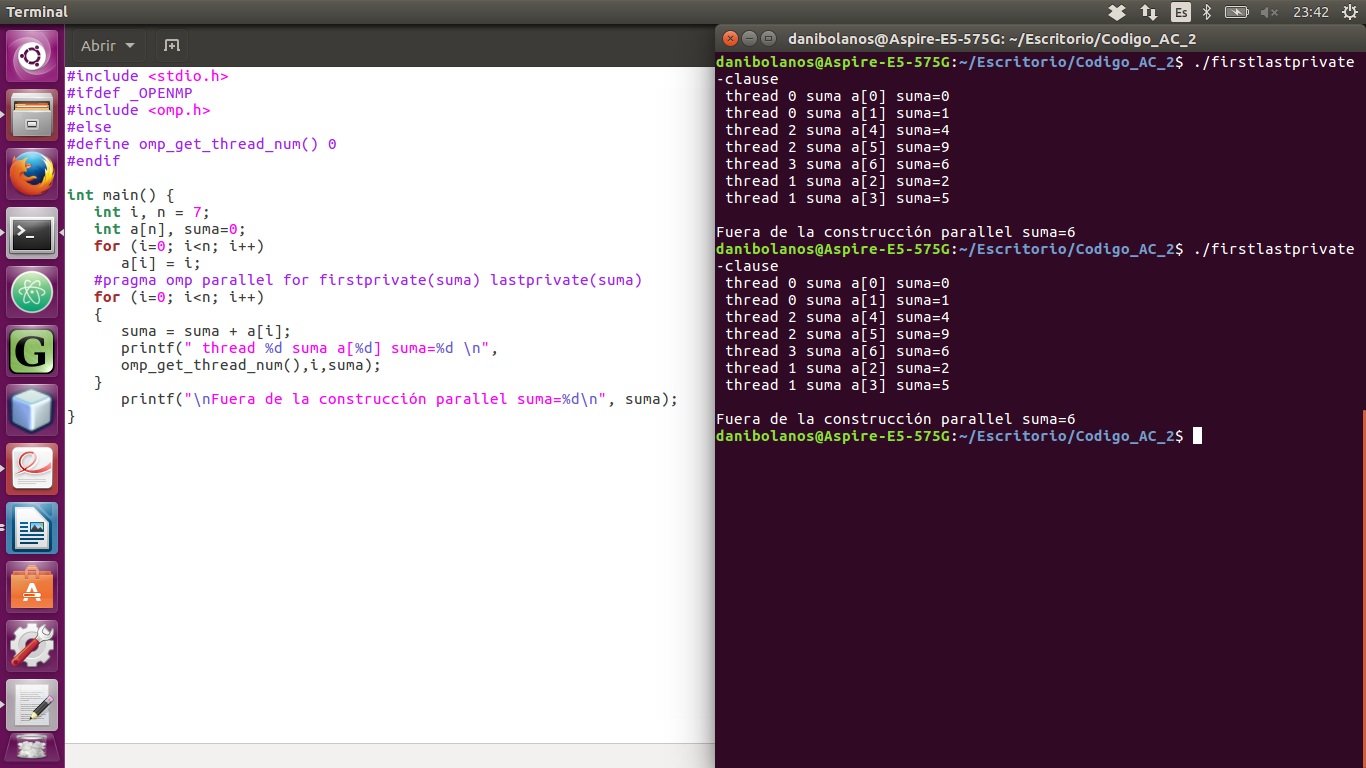 Terminal
Es
23:42
Abrir
#include <stdio.h>
#ifdef _OPENMP
#include <omp.h>
#else
#define omp_get_thread_num() 0
#endif
int main() {
int i, n = 7;
int a[n], suma=0;
for (i=0; i<n; i++)
a[i] = i;
#pragma omp parallel for firstprivate(suma) lastprivate(suma)
for (i=0; i<n; i++)
{
suma = suma + a[i];
printf(" thread %d suma a[%d] suma=%d \n",
omp_get_thread_num(),i,suma);
}
printf("\nFuera de la construcción parallel suma=%d\n", suma);
}
danibolanos@Aspire-E5-575G: ~/Escritorio/Codigo_AC_2
danibolanos@Aspire-E5-575G:~/Escritorio/Codigo_AC_2$ ./firstlastprivate
-clause
thread 0 suma a[0] suma=0
thread 0 suma a[1] suma=1
thread 2 suma a[4] suma=4
thread 2 suma a[5] suma=9
thread 3 suma a[6] suma=6
thread 1 suma a[2] suma=2
thread 1 suma a[3] suma=5
Fuera de la construcción parallel suma=6
danibolanos@Aspire-E5-575G:~/Escritorio/Codigo_AC_2$ ./firstlastprivate
-clause
thread 0 suma a[0] suma=0
thread 0 suma a[1] suma=1
thread 2 suma a[4] suma=4
thread 2 suma a[5] suma=9
thread 3 suma a[6] suma=6
thread 1 suma a[2] suma=2
thread 1 suma a[3] suma=5
Fuera de la construcción parallel suma=6
danibolanos@Aspire-E5-575G:~/Escritorio/Codigo_AC_2$